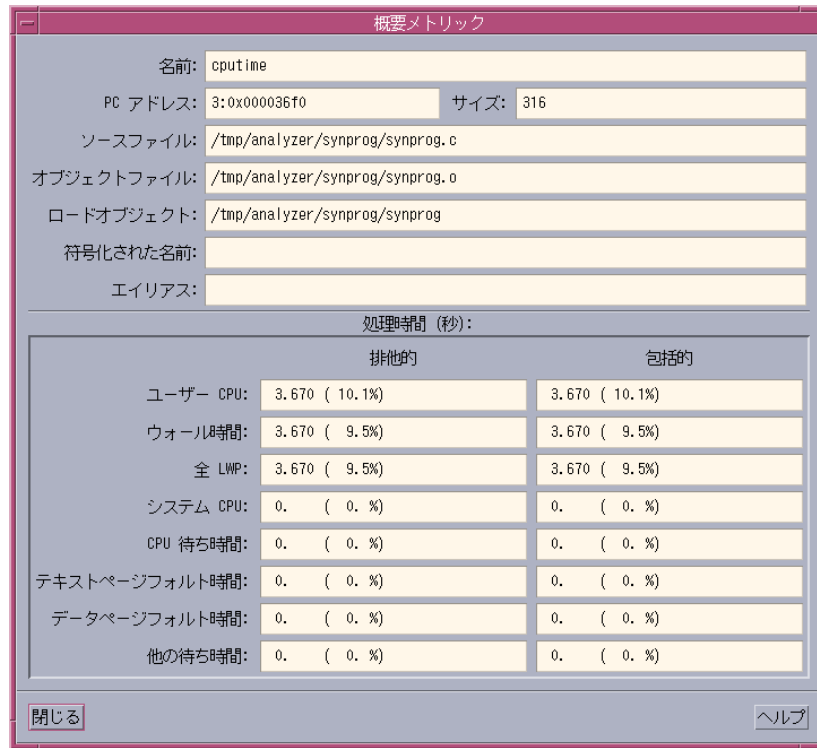 概要メトリック
名前: cputime
PC アドレス: 3:0x000036f0 サイズ: 316
ソースファイル: /tmp/analyzer/synprog/synprog.c
オブジェクトファイル: /tmp/analyzer/synprog/synprog.o
ロードオブジェクト: /tmp/analyzer/synprog/synprog
符号化された名前:
エイリアス:
処理時間 (秒):
排他的 包括的
ユーザー CPU: 3.670 ( 10.1%) 3.670 ( 10.1%)
ウォール時間: 3.670 ( 9.5%) 3.670 ( 9.5%)
全 LWP: 3.670 ( 9.5%) 3.670 ( 9.5%)
システム CPU: 0. ( 0. %) 0. ( 0. %)
CPU 待ち時間: 0. ( 0. %) 0. ( 0. %)
テキストページフォルト時間: 0. ( 0. %) 0. ( 0. %)
データページフォルト時間: 0. ( 0. %) 0. ( 0. %)
他の待ち時間: 0. ( 0. %) 0. ( 0. %)
閉じる ヘルプ